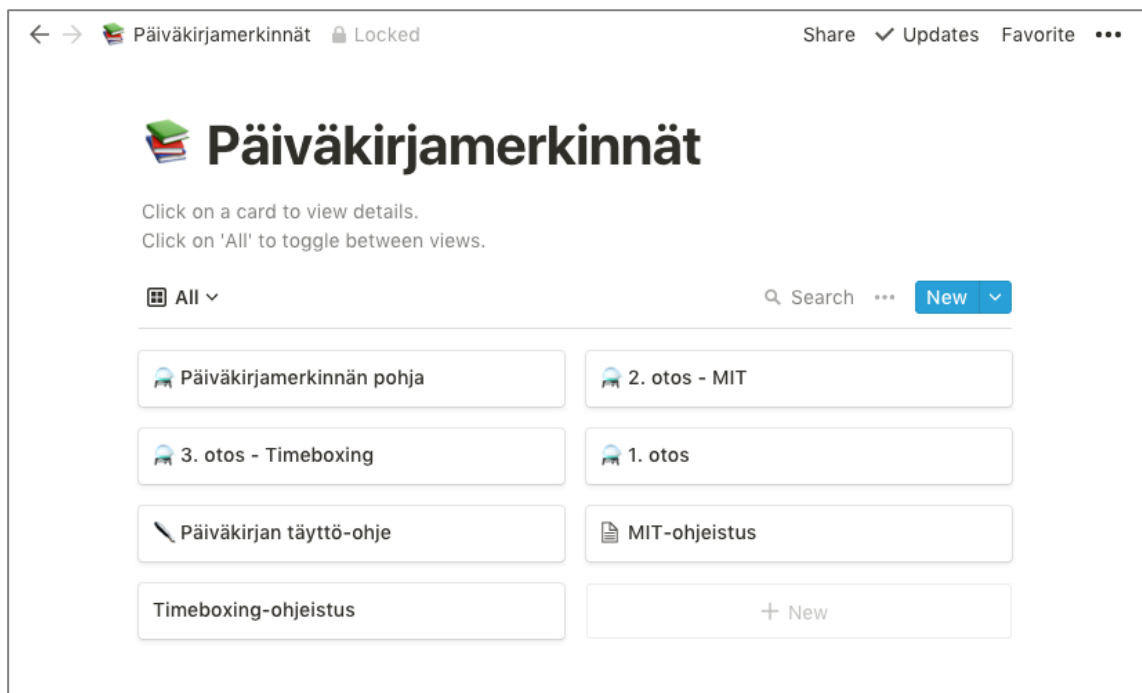 Päiväkirjamerkinnät Locked Share Updates Favorite
Päiväkirjamerkinnät
Click on a card to view details.
Click on 'All' to toggle between views.
All Search New
Päiväkirjamerkinnän pohja
2. otos - MIT
3. otos - Timeboxing
1. otos
Päiväkirjan täyttö-ohje
MIT-ohjeistus
Timeboxing-ohjeistus
+ New